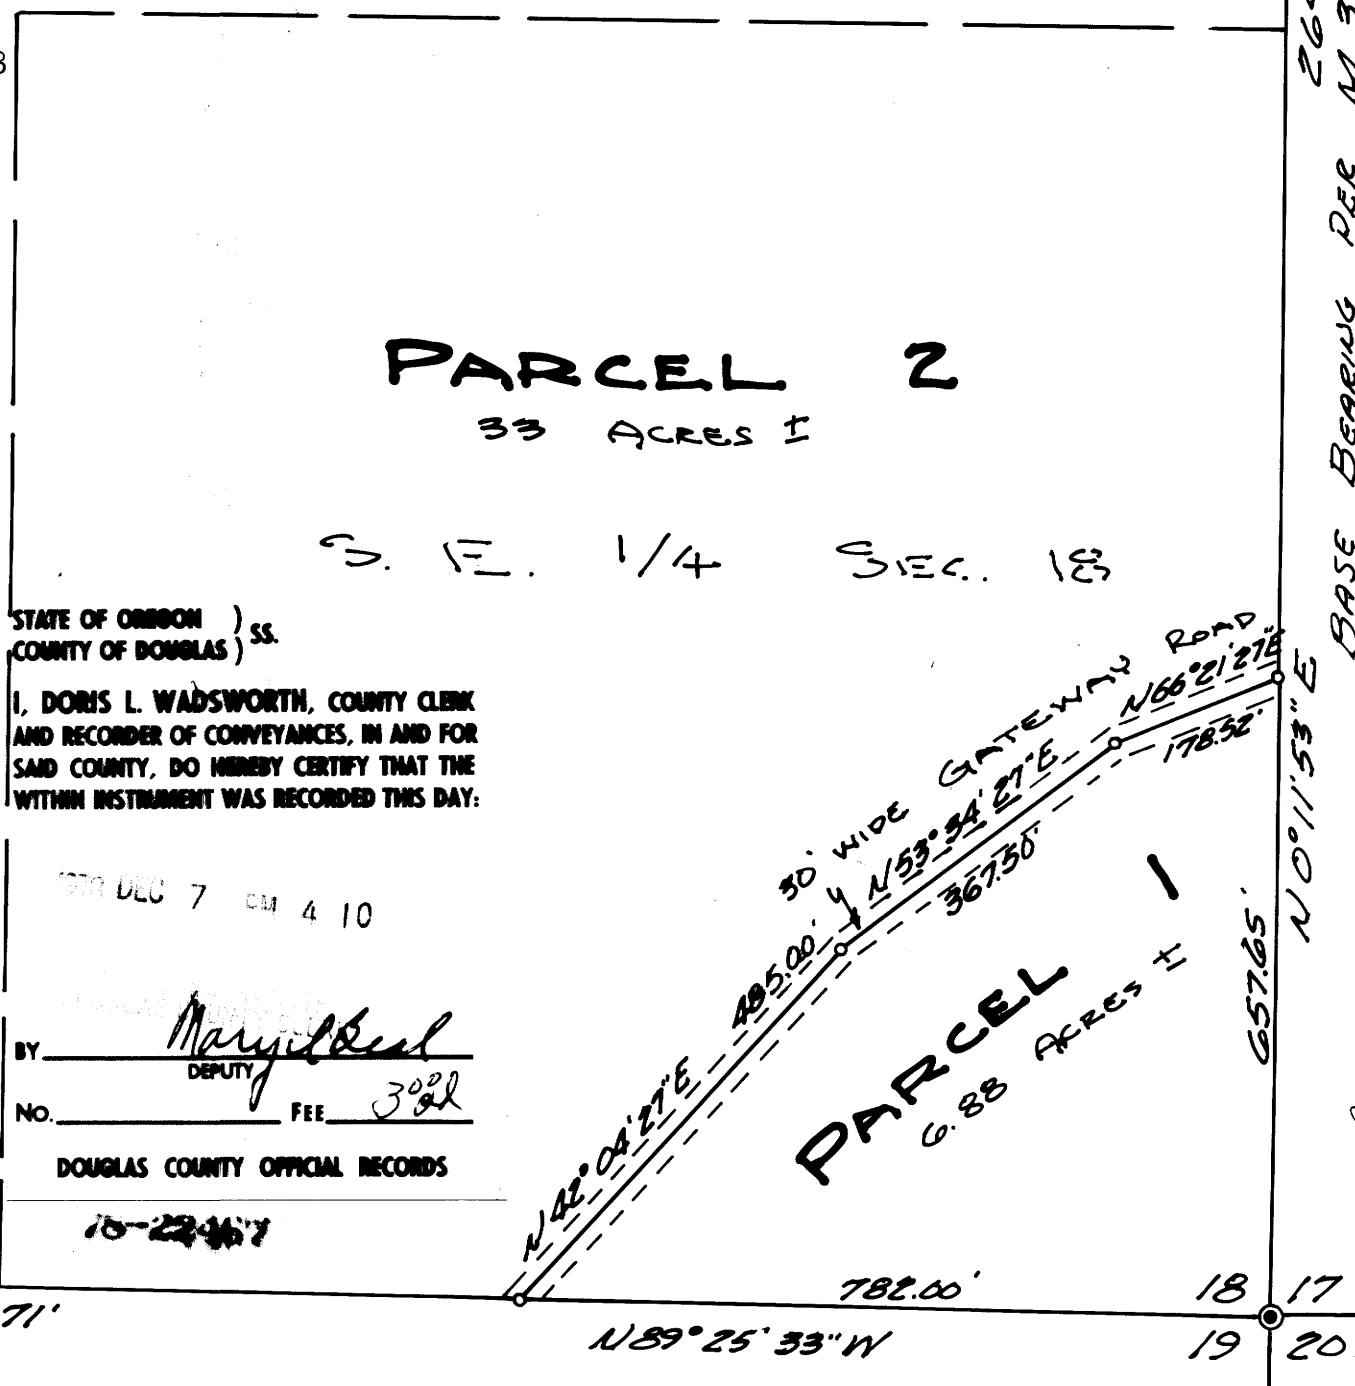 PARCEL 2
33 ACRES ±
S. E. 1/4 SEC. 18
STATE OF OREGON ) SS.
COUNTY OF DOUGLAS )
I, DORIS L. WADSWORTH, COUNTY CLERK
AND RECORDER OF CONVEYANCES, IN AND FOR
SAID COUNTY, DO HEREBY CERTIFY THAT THE
WITHIN INSTRUMENT WAS RECORDED THIS DAY:
DEC 7 PM 4 10
BY
DEPUTY
NO. FEE 3.00
DOUGLAS COUNTY OFFICIAL RECORDS
30' WIDE GATEWAY ROAD
N66°21'27"E
178.52'
N53°34'27"E
367.50'
485.00'
N42°04'27"E
PARCEL 1
6.88 ACRES ±
657.65'
N0°11'53"E
BASE BEARING PER M
782.00'
N89°25'33"W
71'
18 17
19 20